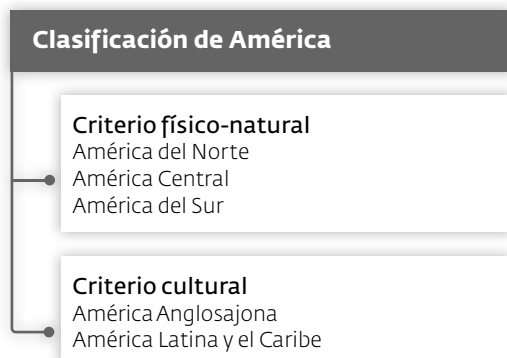 Clasificación de América
Criterio físico-natural
América del Norte
América Central
América del Sur
Criterio cultural
América Anglosajona
América Latina y el Caribe